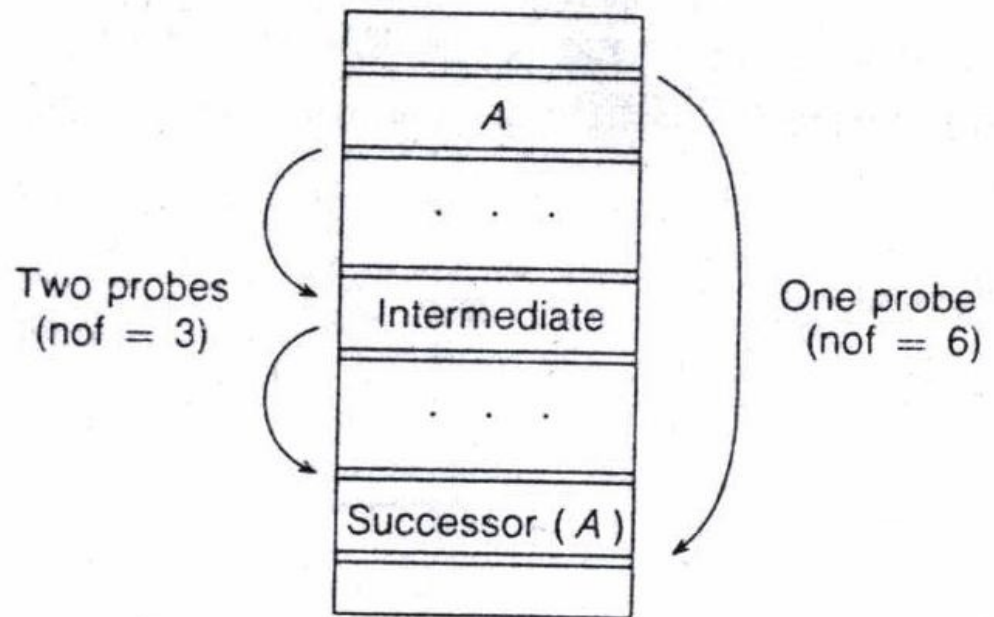 A
. . .
Two probes
(nof = 3)
Intermediate
One probe
(nof = 6)
. . .
Successor (A)